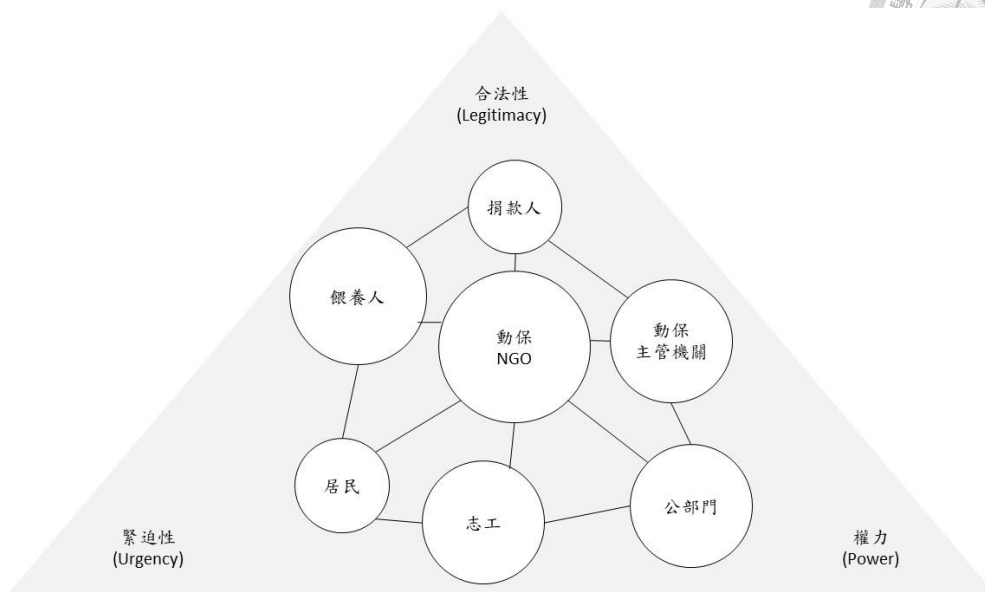 合法性
(Legitimacy)
捐款人
餵養人
動保
NGO
動保
主管機關
居民
志工
公部門
緊迫性
(Urgency)
權力
(Power)